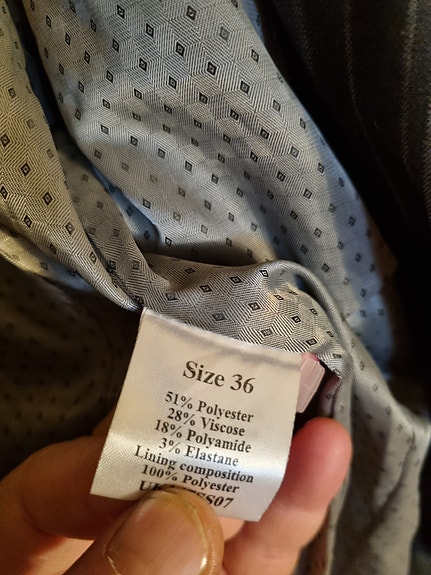 Size 36
51% Polyester
28% Viscose
18% Polyamide
3% Elastane
Lining composition
100% Polyester